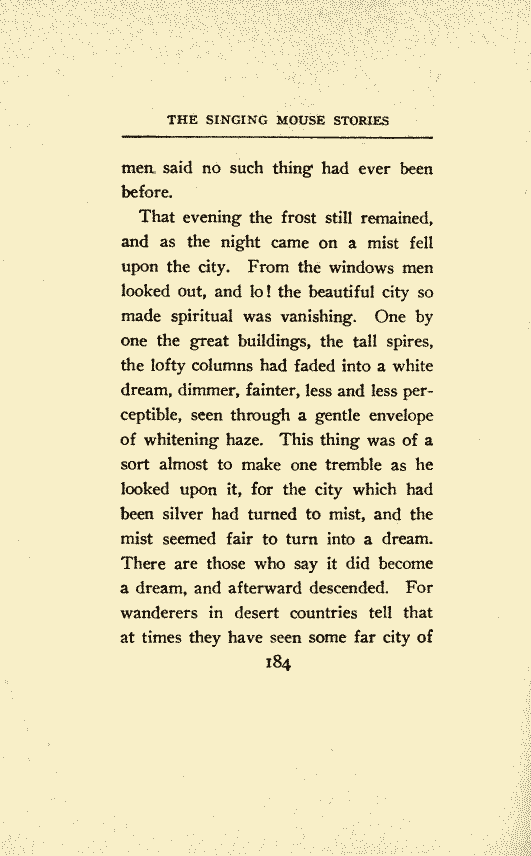 THE SINGING MOUSE STORIES
men said no such thing had ever been
before.
That evening the frost still remained,
and as the night came on a mist fell
upon the city. From the windows men
looked out, and lo! the beautiful city so
made spiritual was vanishing. One by
one the great buildings, the tall spires,
the lofty columns had faded into a white
dream, dimmer, fainter, less and less per-
ceptible, seen through a gentle envelope
of whitening haze. This thing was of a
sort almost to make one tremble as he
looked upon it, for the city which had
been silver had turned to mist, and the
mist seemed fair to turn into a dream.
There are those who say it did become
a dream, and afterward descended. For
wanderers in desert countries tell that
at times they have seen some far city of
184